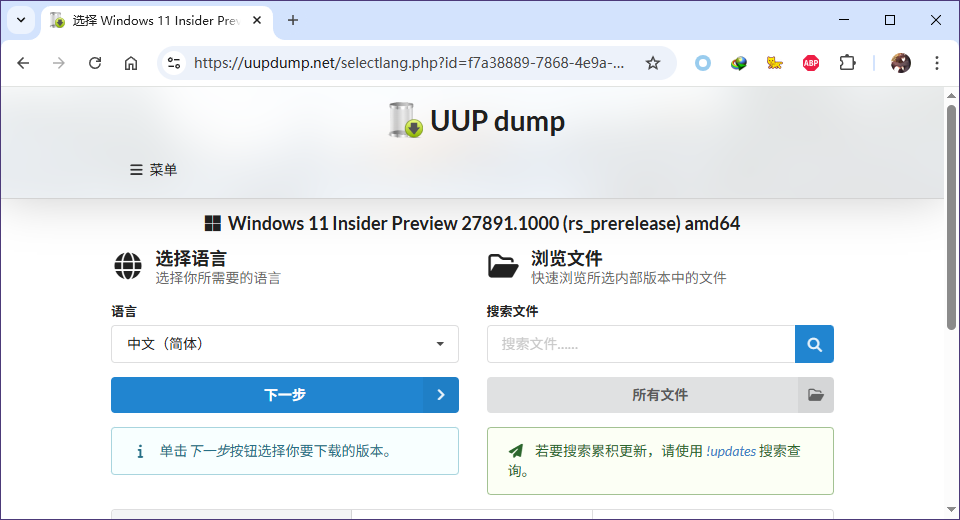 选择 Windows 11 Insider Prev
https://uupdump.net/selectlang.php?id=f7a38889-7868-4e9a-...
ABP
UUP dump
菜单
Windows 11 Insider Preview 27891.1000 (rs_prerelease) amd64
选择语言
选择你所需要的语言
语言
中文（简体）
下一步
单击 下一步按钮选择你要下载的版本。
浏览文件
快速浏览所选内部版本中的文件
搜索文件
搜索文件......
所有文件
若要搜索累积更新，请使用 !updates 搜索查
询。